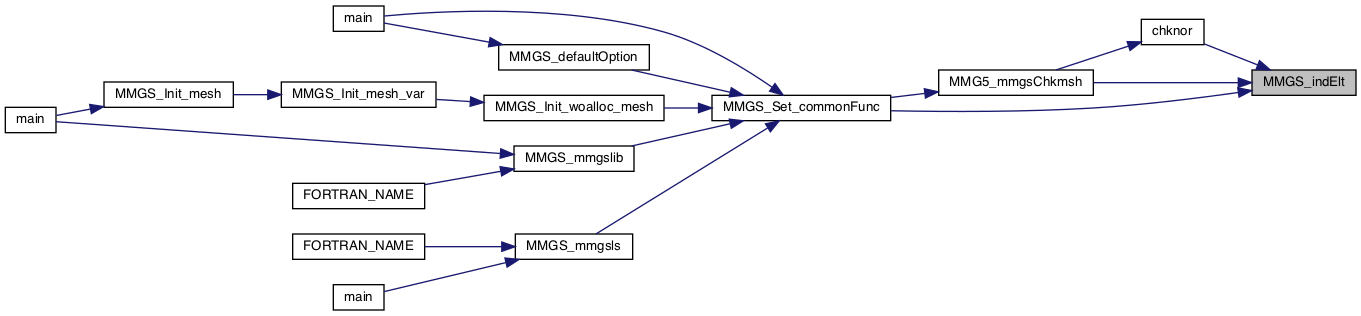 main
chknor
MMGS_defaultOption
MMG5_mmgsChkmsh
MMGS_indElt
MMGS_Init_mesh
MMGS_Init_mesh_var
MMGS_Init_woalloc_mesh
MMGS_Set_commonFunc
main
MMGS_mmgslib
FORTRAN_NAME
FORTRAN_NAME
MMGS_mmgsls
main